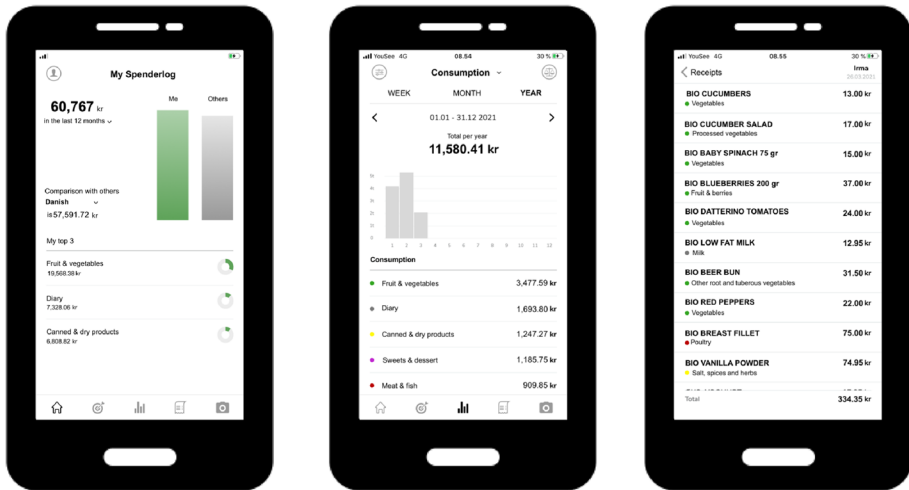 My Spenderlog
60,767 kr
in the last 12 months
Me
Others
Comparison with others
Danish
is 57,591.72 kr
My top 3
Fruit & vegetables
19,568.38 kr
Diary
7,328.06 kr
Canned & dry products
6,808.82 kr
YouSee 4G 08.54 30 %
Consumption
WEEK MONTH YEAR
01.01 - 31.12 2021
Total per year
11,580.41 kr
1 2 3 4 5 6 7 8 9 10 11 12
Consumption
Fruit & vegetables 3,477.59 kr
Diary 1,693.80 kr
Canned & dry products 1,247.27 kr
Sweets & dessert 1,185.75 kr
Meat & fish 909.85 kr
YouSee 4G 08.55 30 %
Receipts
Irma
BIO CUCUMBERS 13.00 kr
Vegetables
BIO CUCUMBER SALAD 17.00 kr
Processed vegetables
BIO BABY SPINACH 75 gr 15.00 kr
Vegetables
BIO BLUEBERRIES 200 gr 37.00 kr
Fruit & berries
BIO DATTERINO TOMATOES 24.00 kr
Vegetables
BIO LOW FAT MILK 12.95 kr
Milk
BIO BEER BUN 31.50 kr
Other root and tuberous vegetables
BIO RED PEPPERS 22.00 kr
Vegetables
BIO BREAST FILLET 75.00 kr
Poultry
BIO VANILLA POWDER 74.95 kr
Salt, spices and herbs
Total 334.35 kr